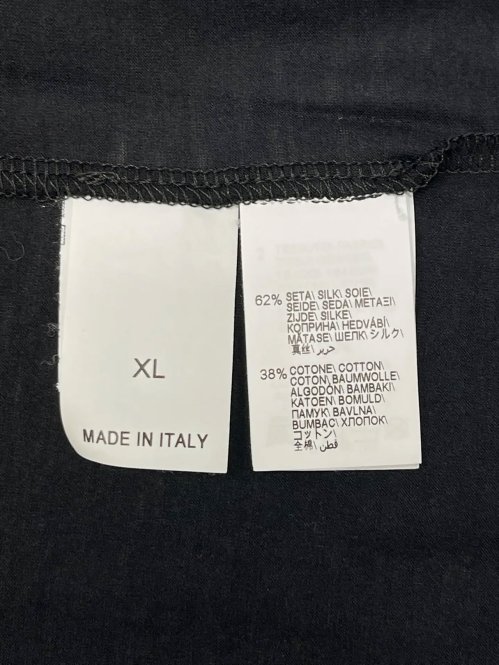 XL
MADE IN ITALY
62% SETA\ SILK\ SOIE\
SEIDE\ SEDA\ ΜΕΤΑΞΙ\
ZIJDE\ SILKE\
КОПРИНА\ HEDVÁBÍ\
MĂTASE\ ШЕЛК\ シルク\
真丝\ حرير\
38% COTONE\ COTTON\
COTON\ BAUMWOLLE\
ALGODÓN\ BAMBAKI\
KATOEN\ BOMULD\
ПАМУК\ BAVLNA\
BUMBAC\ ХЛОПОК\
コットン\
全棉\ قطن\